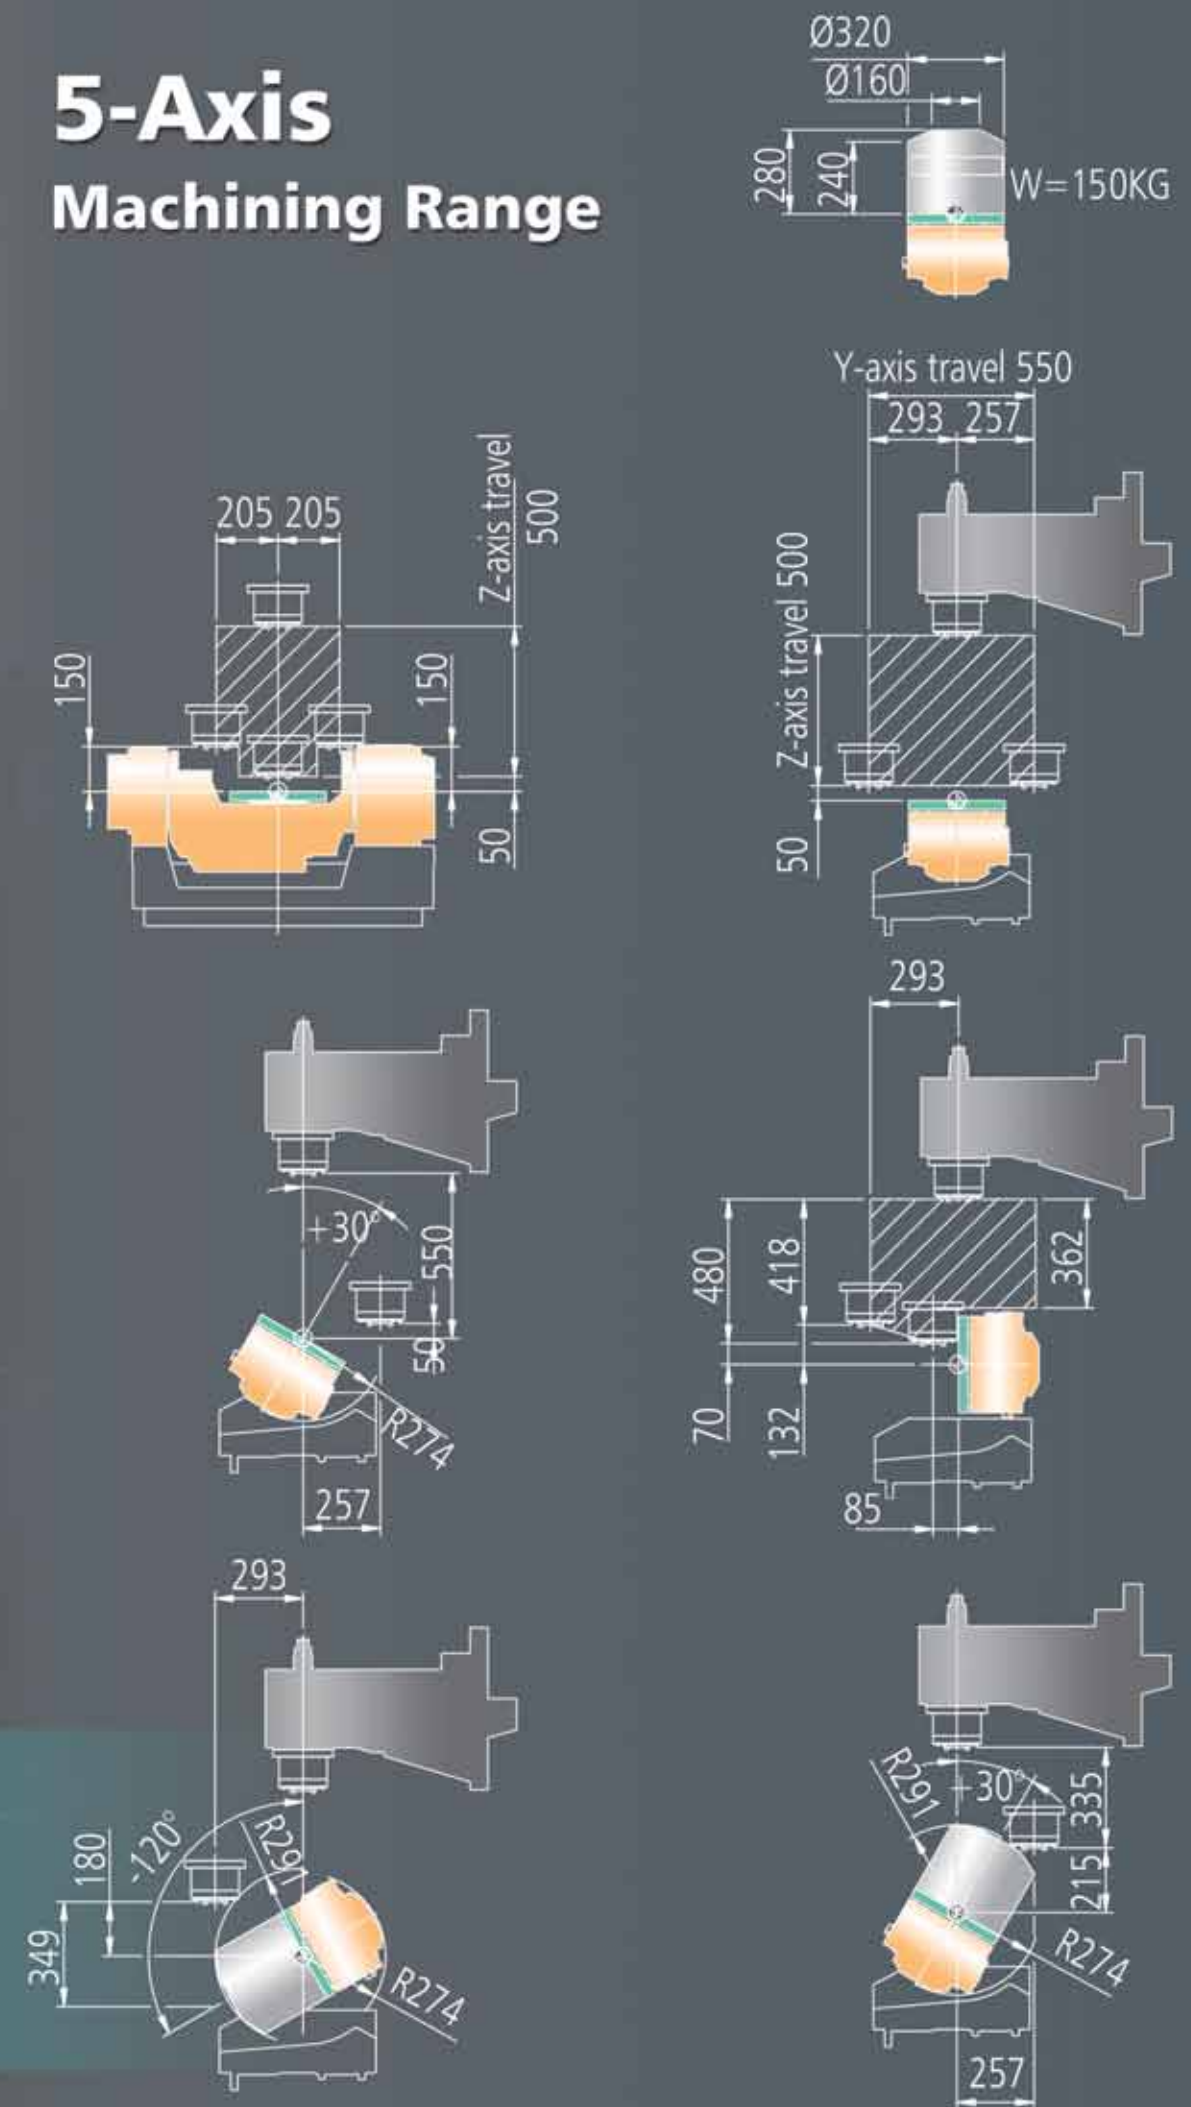 5-Axis
Machining Range
Ø320
Ø160
280
240
W=150KG
205 205
Z-axis travel
500
150
150
50
Y-axis travel 550
293 257
Z-axis travel 500
50
+30°
550
50
R274
257
293
480
418
362
70
132
85
293
-120°
R291
180
349
R274
R291
+30°
335
215
R274
257